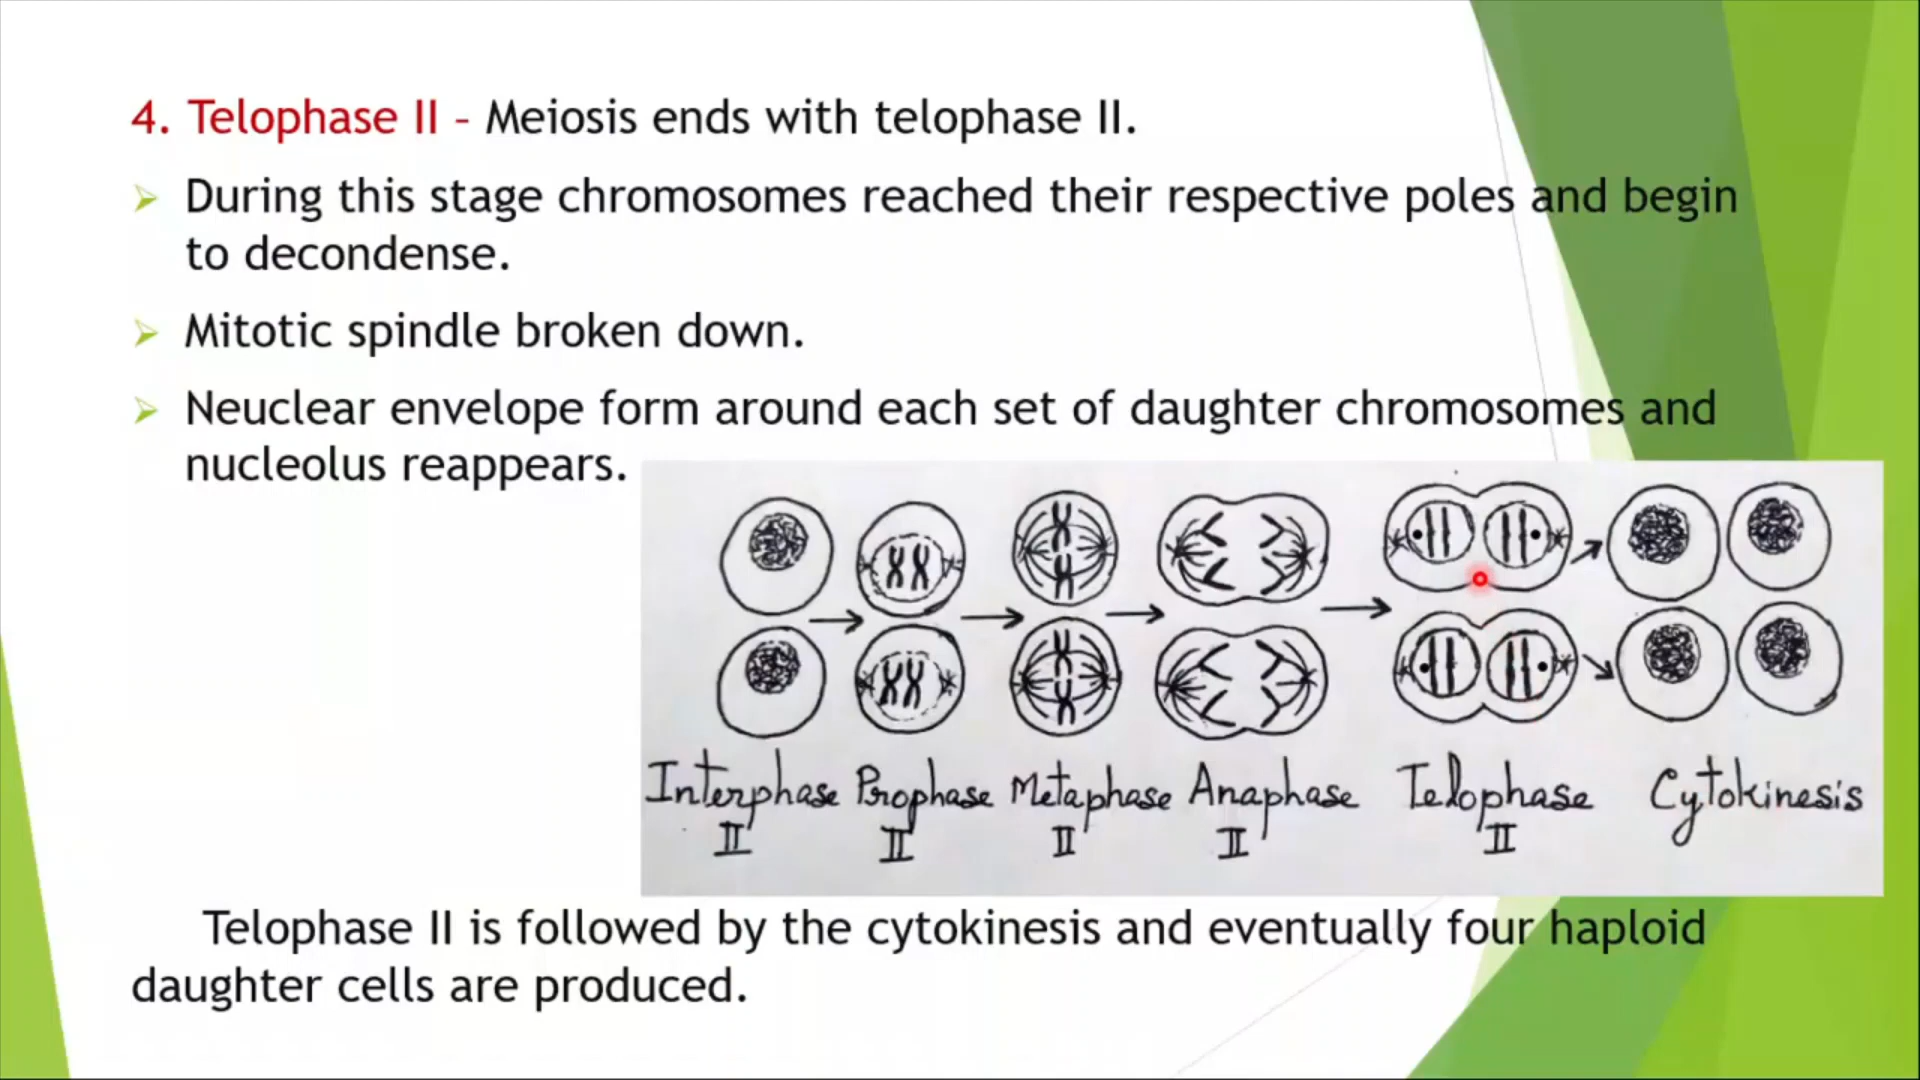 4. Telophase II – Meiosis ends with telophase II.
During this stage chromosomes reached their respective poles and begin
to decondense.
Mitotic spindle broken down.
Neuclear envelope form around each set of daughter chromosomes and
nucleolus reappears.
Interphase Prophase Metaphase Anaphase Telophase Cytokinesis
II II II II II
Telophase II is followed by the cytokinesis and eventually four haploid
daughter cells are produced.